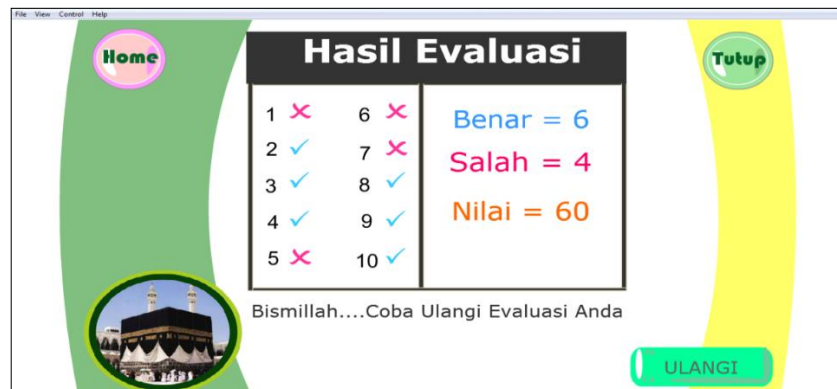 File View Control Help
Home
Hasil Evaluasi
Tutup
1 ✗ 6 ✗
2 ✓ 7 ✗
3 ✓ 8 ✓
4 ✓ 9 ✓
5 ✗ 10 ✓
Benar = 6
Salah = 4
Nilai = 60
Bismillah....Coba Ulangi Evaluasi Anda
ULANGI